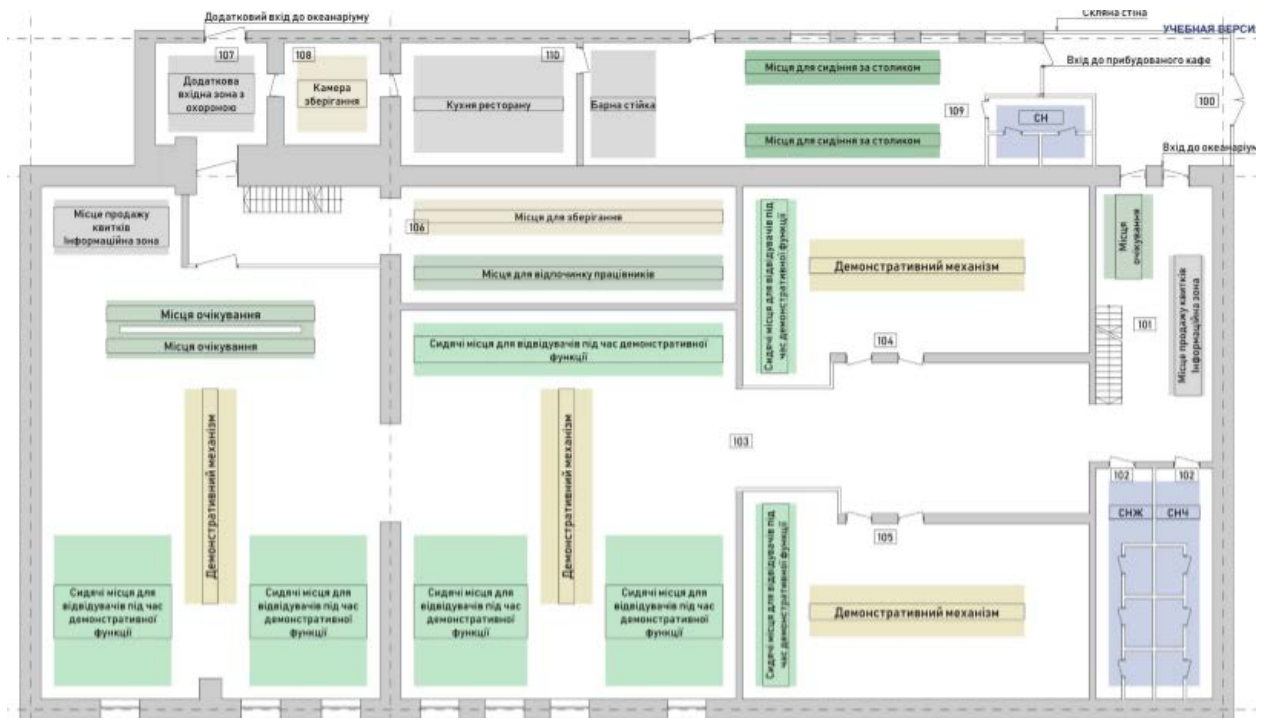 Додатковий вхід до океанаріуму
Скляна стіна
УЧЕБНАЯ ВЕРСИ
107
108
110
Вхід до прибудованого кафе
Місця для сидіння за столиком
Додаткова
вхідна зона з
охороною
Камера
зберігання
Кухня ресторану
Барна стійка
109
100
СН
Місця для сидіння за столиком
Вхід до океанаріум
Місце продажу
квитків
Інформаційна зона
Місця для зберігання
106
Місця для відпочинку працівників
Сидячі місця для відвідувачів під
час демонстративної функції
Демонстративний механізм
Місця
очікування
Місце продажу квитків
Інформаційна зона
101
Місця очікування
Місця очікування
Сидячі місця для відвідувачів під час демонстративної
функції
104
Демонстративний механізм
Демонстративний механізм
103
102
102
СНЖ
СНЧ
105
Сидячі місця для відвідувачів під
час демонстративної функції
Демонстративний механізм
Сидячі місця для
відвідувачів під час
демонстративної
функції
Сидячі місця для
відвідувачів під час
демонстративної
функції
Сидячі місця для
відвідувачів під час
демонстративної
функції
Сидячі місця для
відвідувачів під час
демонстративної
функції